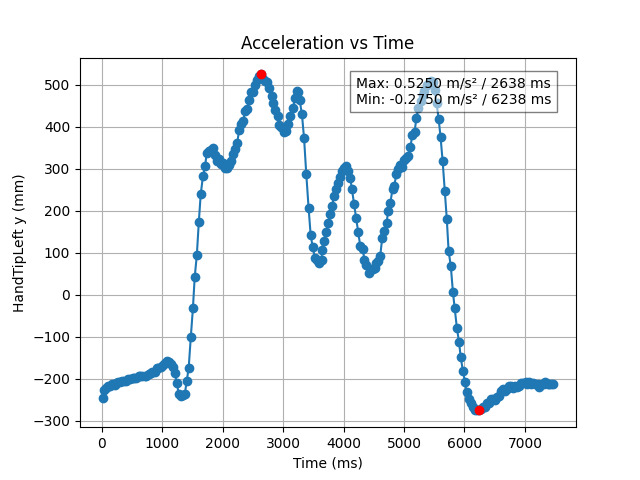 Acceleration vs Time
Max: 0.5250 m/s² / 2638 ms
Min: -0.2750 m/s² / 6238 ms
HandTipLeft y (mm)
500
400
300
200
100
0
−100
−200
−300
0 1000 2000 3000 4000 5000 6000 7000
Time (ms)